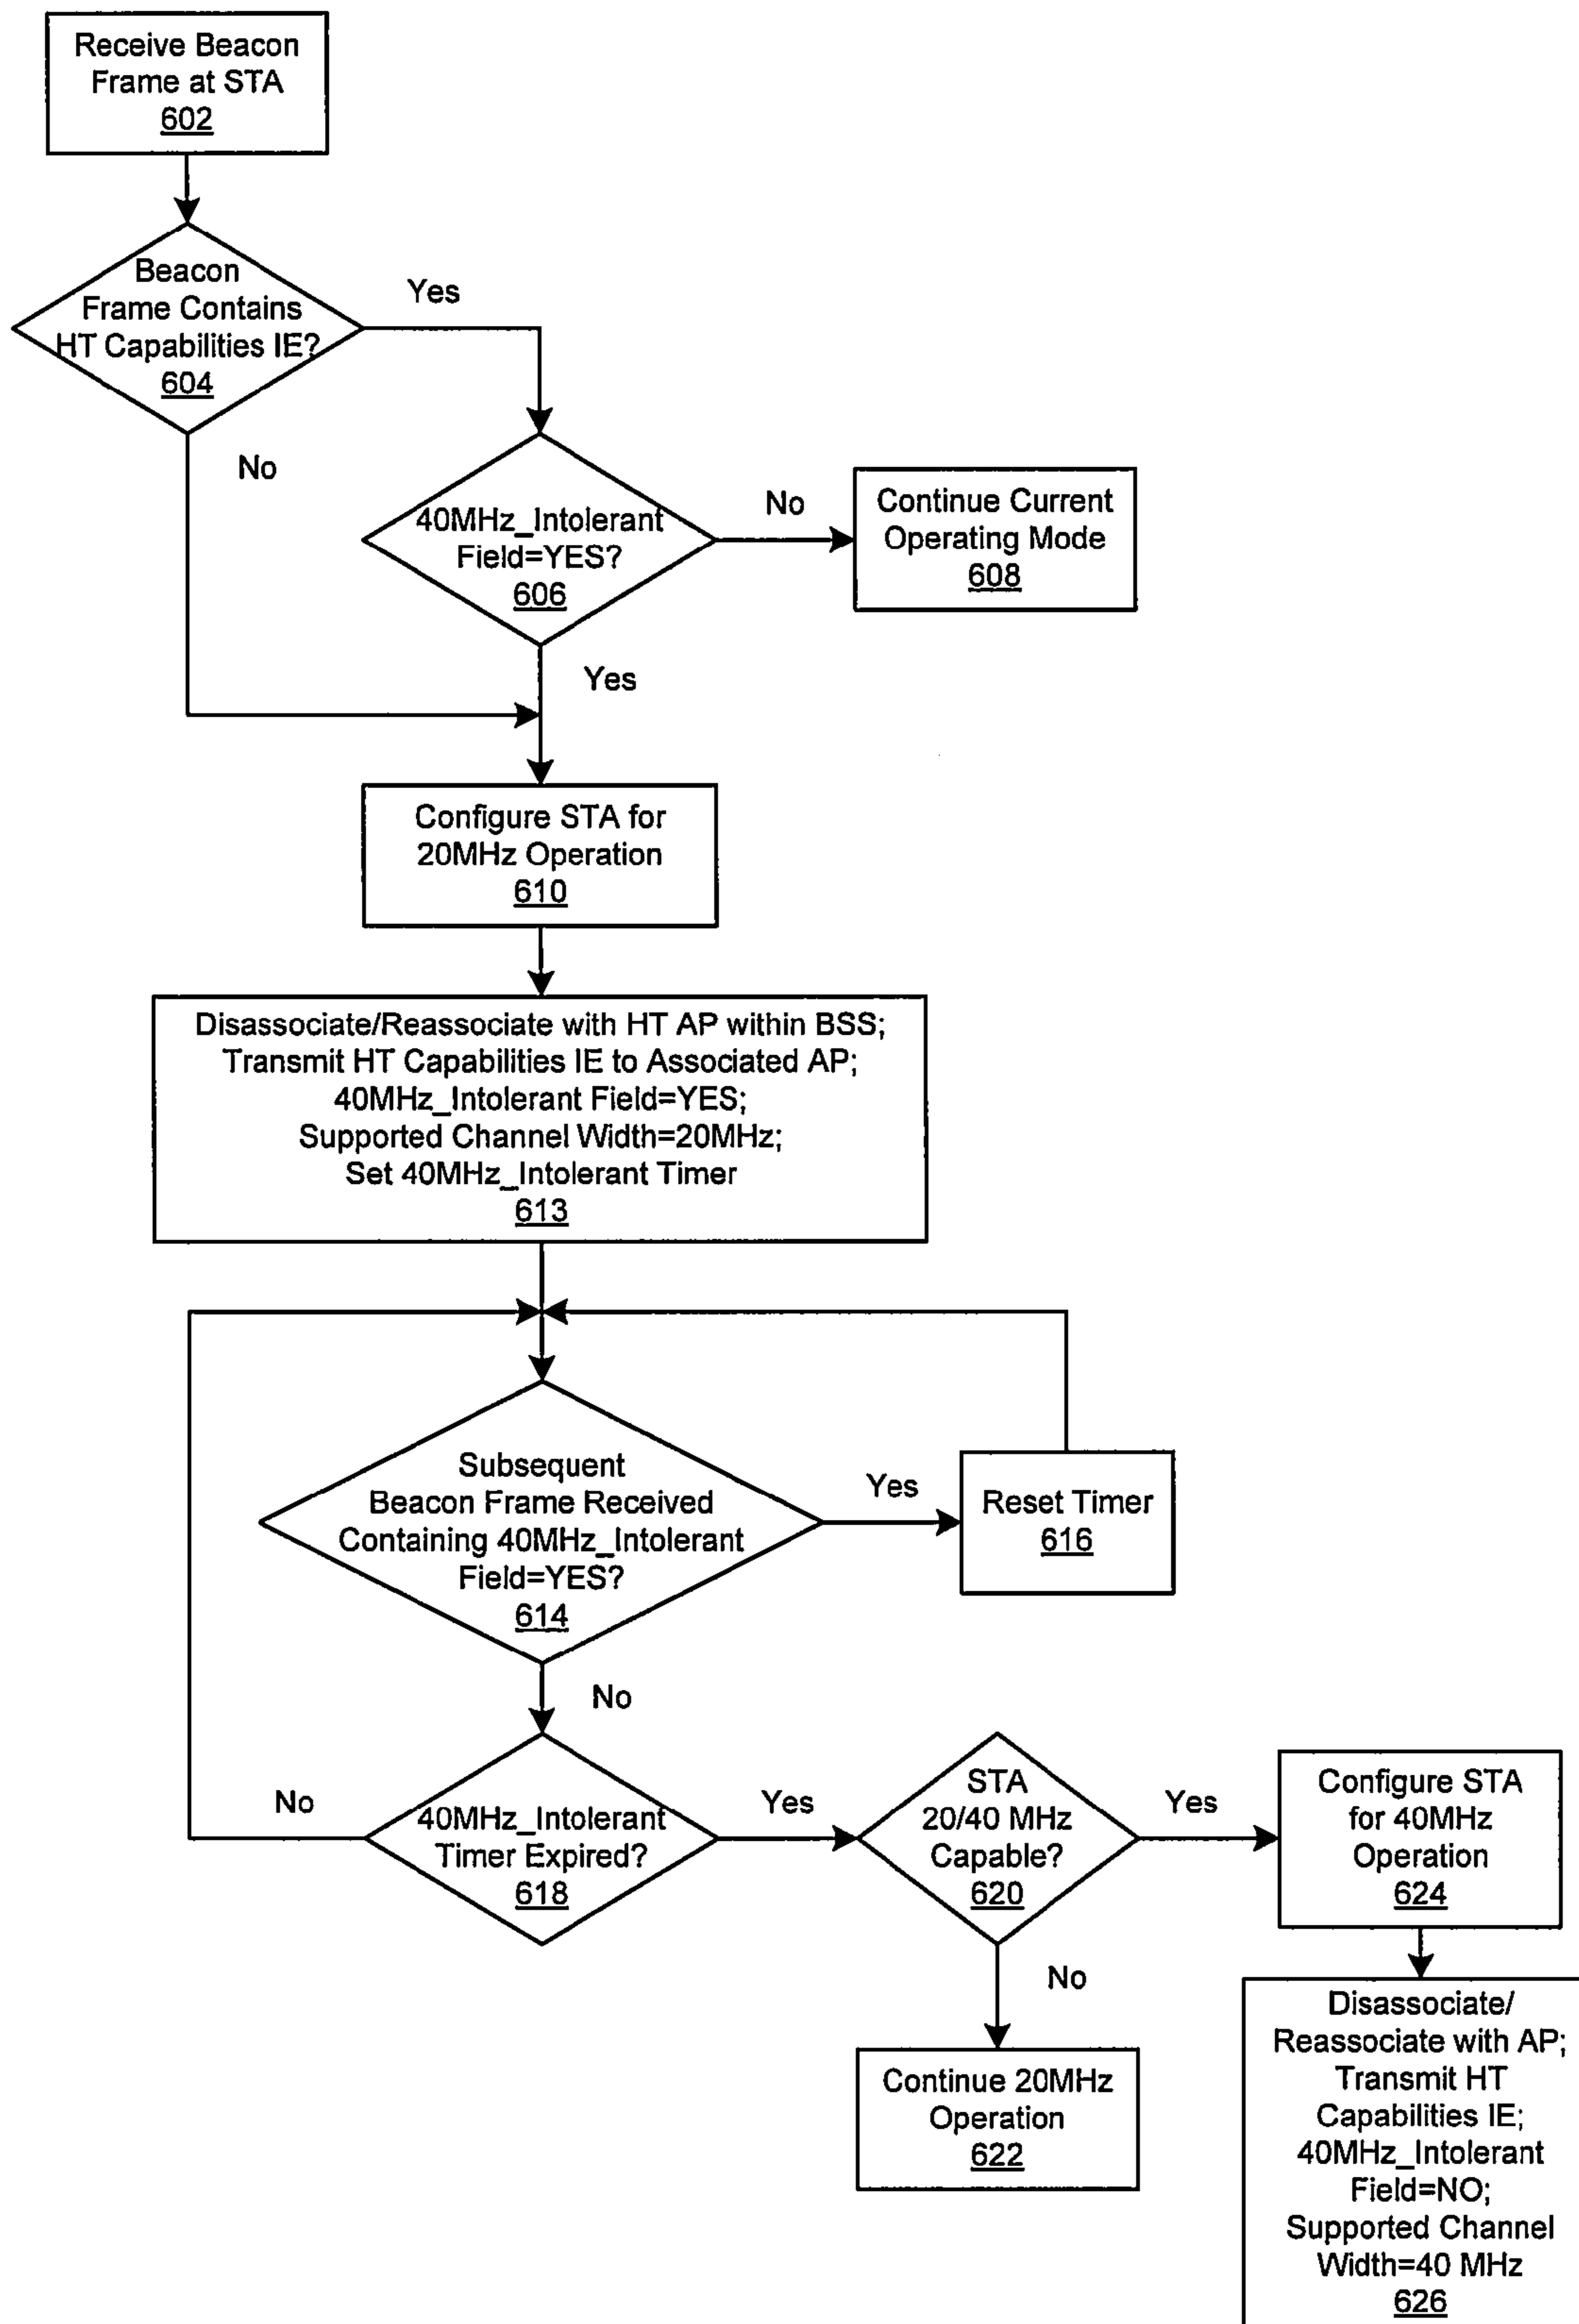 Receive Beacon
Frame at STA
602
Beacon
Frame Contains
HT Capabilities IE?
604
Yes
No
40MHz_Intolerant
Field=YES?
606
No
Continue Current
Operating Mode
608
Yes
Configure STA for
20MHz Operation
610
Disassociate/Reassociate with HT AP within BSS;
Transmit HT Capabilities IE to Associated AP;
40MHz_Intolerant Field=YES;
Supported Channel Width=20MHz;
Set 40MHz_Intolerant Timer
613
Subsequent
Beacon Frame Received
Containing 40MHz_Intolerant
Field=YES?
614
Yes
Reset Timer
616
No
40MHz_Intolerant
Timer Expired?
618
No
Yes
STA
20/40 MHz
Capable?
620
Yes
Configure STA
for 40MHz
Operation
624
No
Continue 20MHz
Operation
622
Disassociate/
Reassociate with AP;
Transmit HT
Capabilities IE;
40MHz_Intolerant
Field=NO;
Supported Channel
Width=40 MHz
626